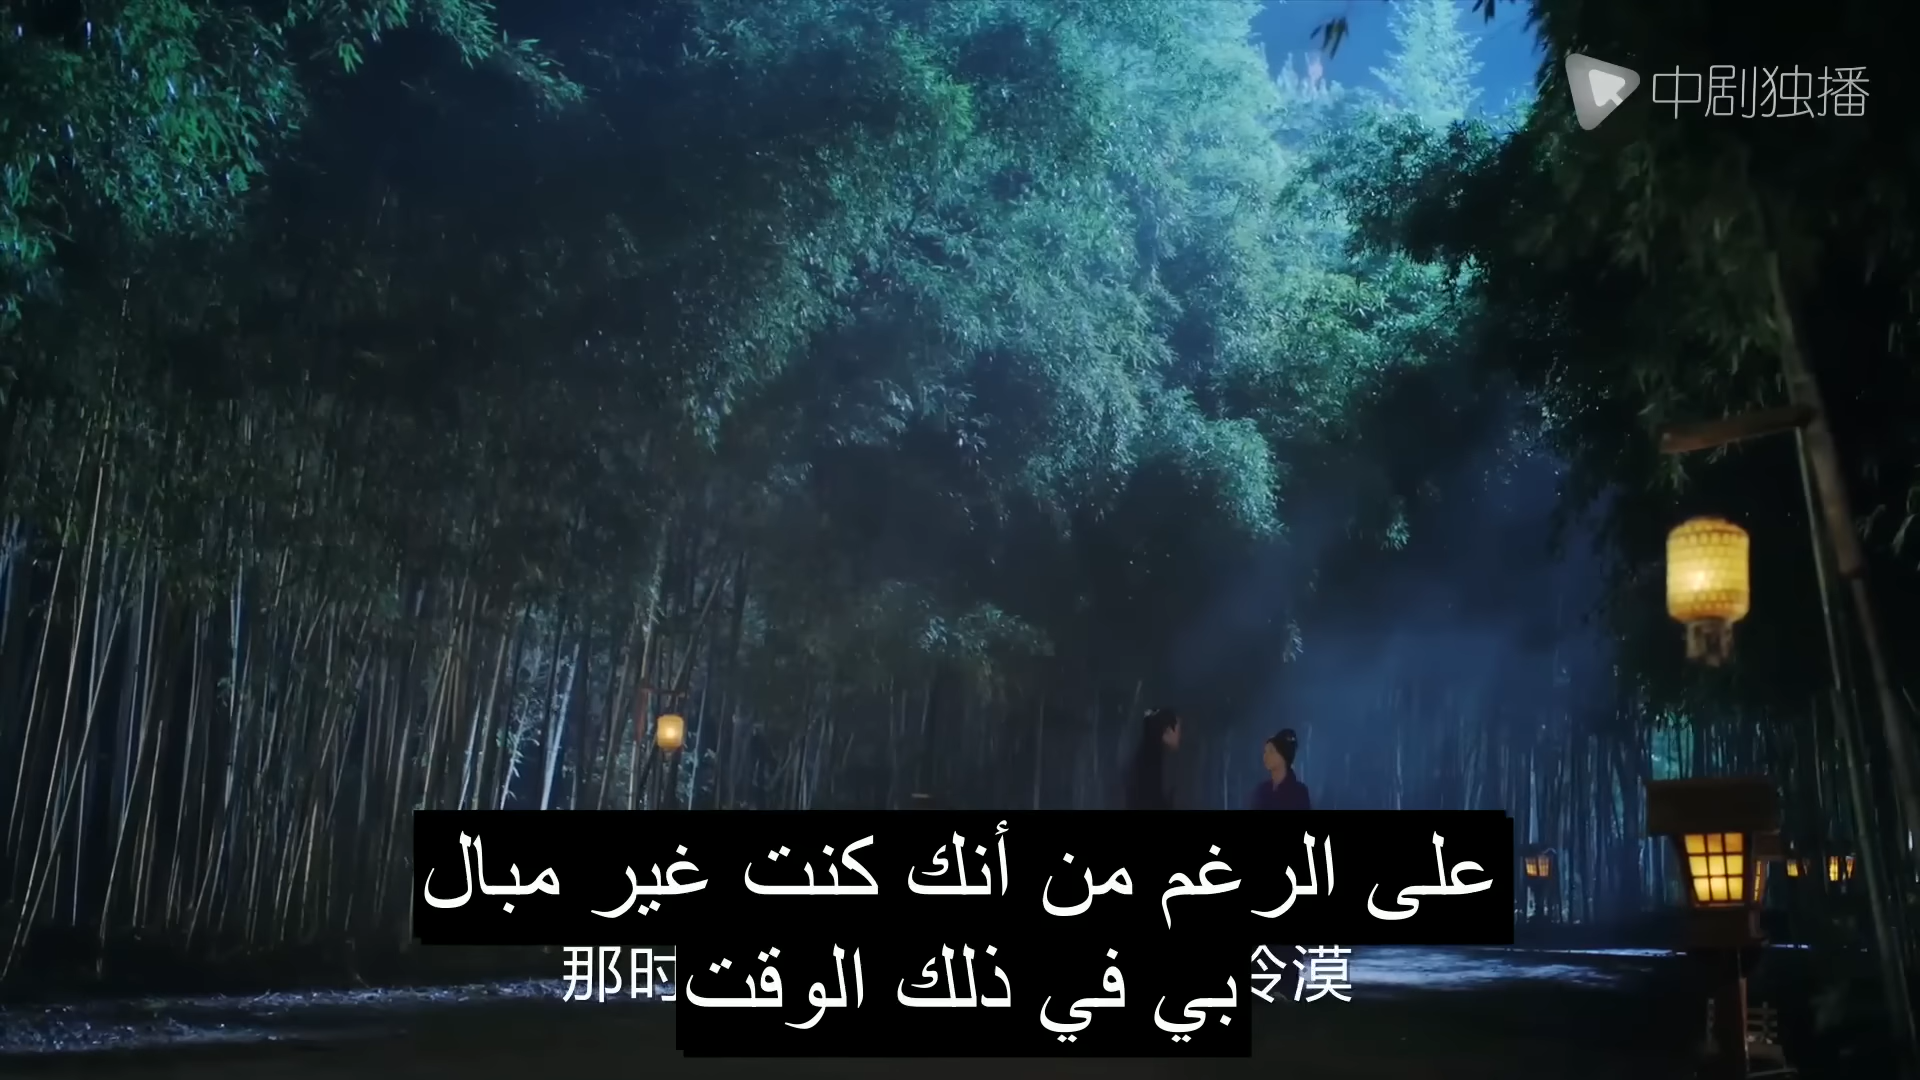 中剧独播
على الرغم من أنك كنت غير مبال
بي في ذلك الوقت
那时 冷漠